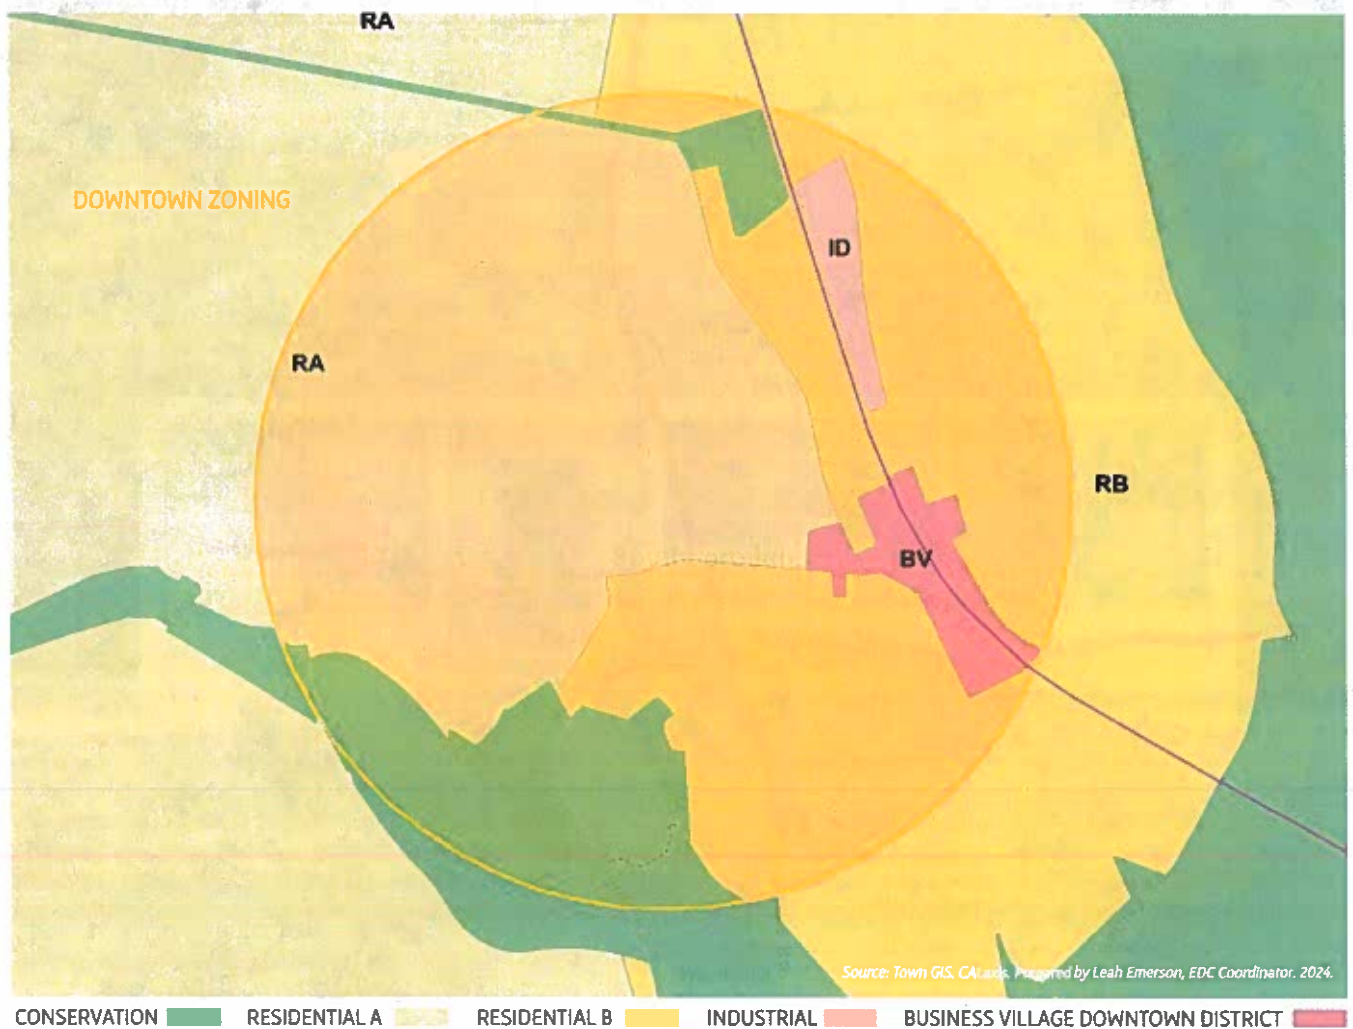 RA
DOWNTOWN ZONING
ID
RA
RB
BV
Source: Town GIS. by Leah Emerson, EDC Coordinator. 2024.
CONSERVATION RESIDENTIAL A RESIDENTIAL B INDUSTRIAL BUSINESS VILLAGE DOWNTOWN DISTRICT